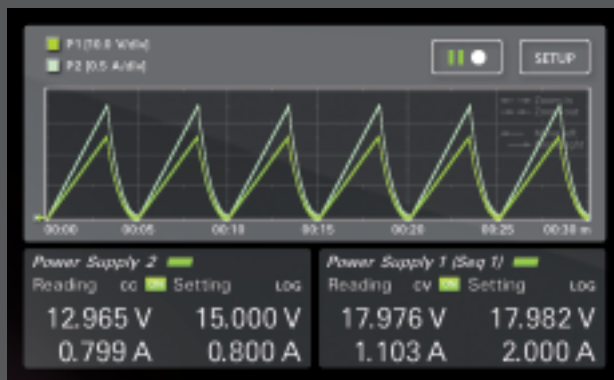 P1 (10.0 V/div)
P2 (0.5 A/div)
SETUP
00:00 00:05 00:10 00:15 00:20 00:25 00:30 m
Power Supply 2
Reading CC ON Setting LOG
12.965 V 15.000 V
0.799 A 0.800 A
Power Supply 1 (Seq 1)
Reading CV ON Setting LOG
17.976 V 17.982 V
1.103 A 2.000 A